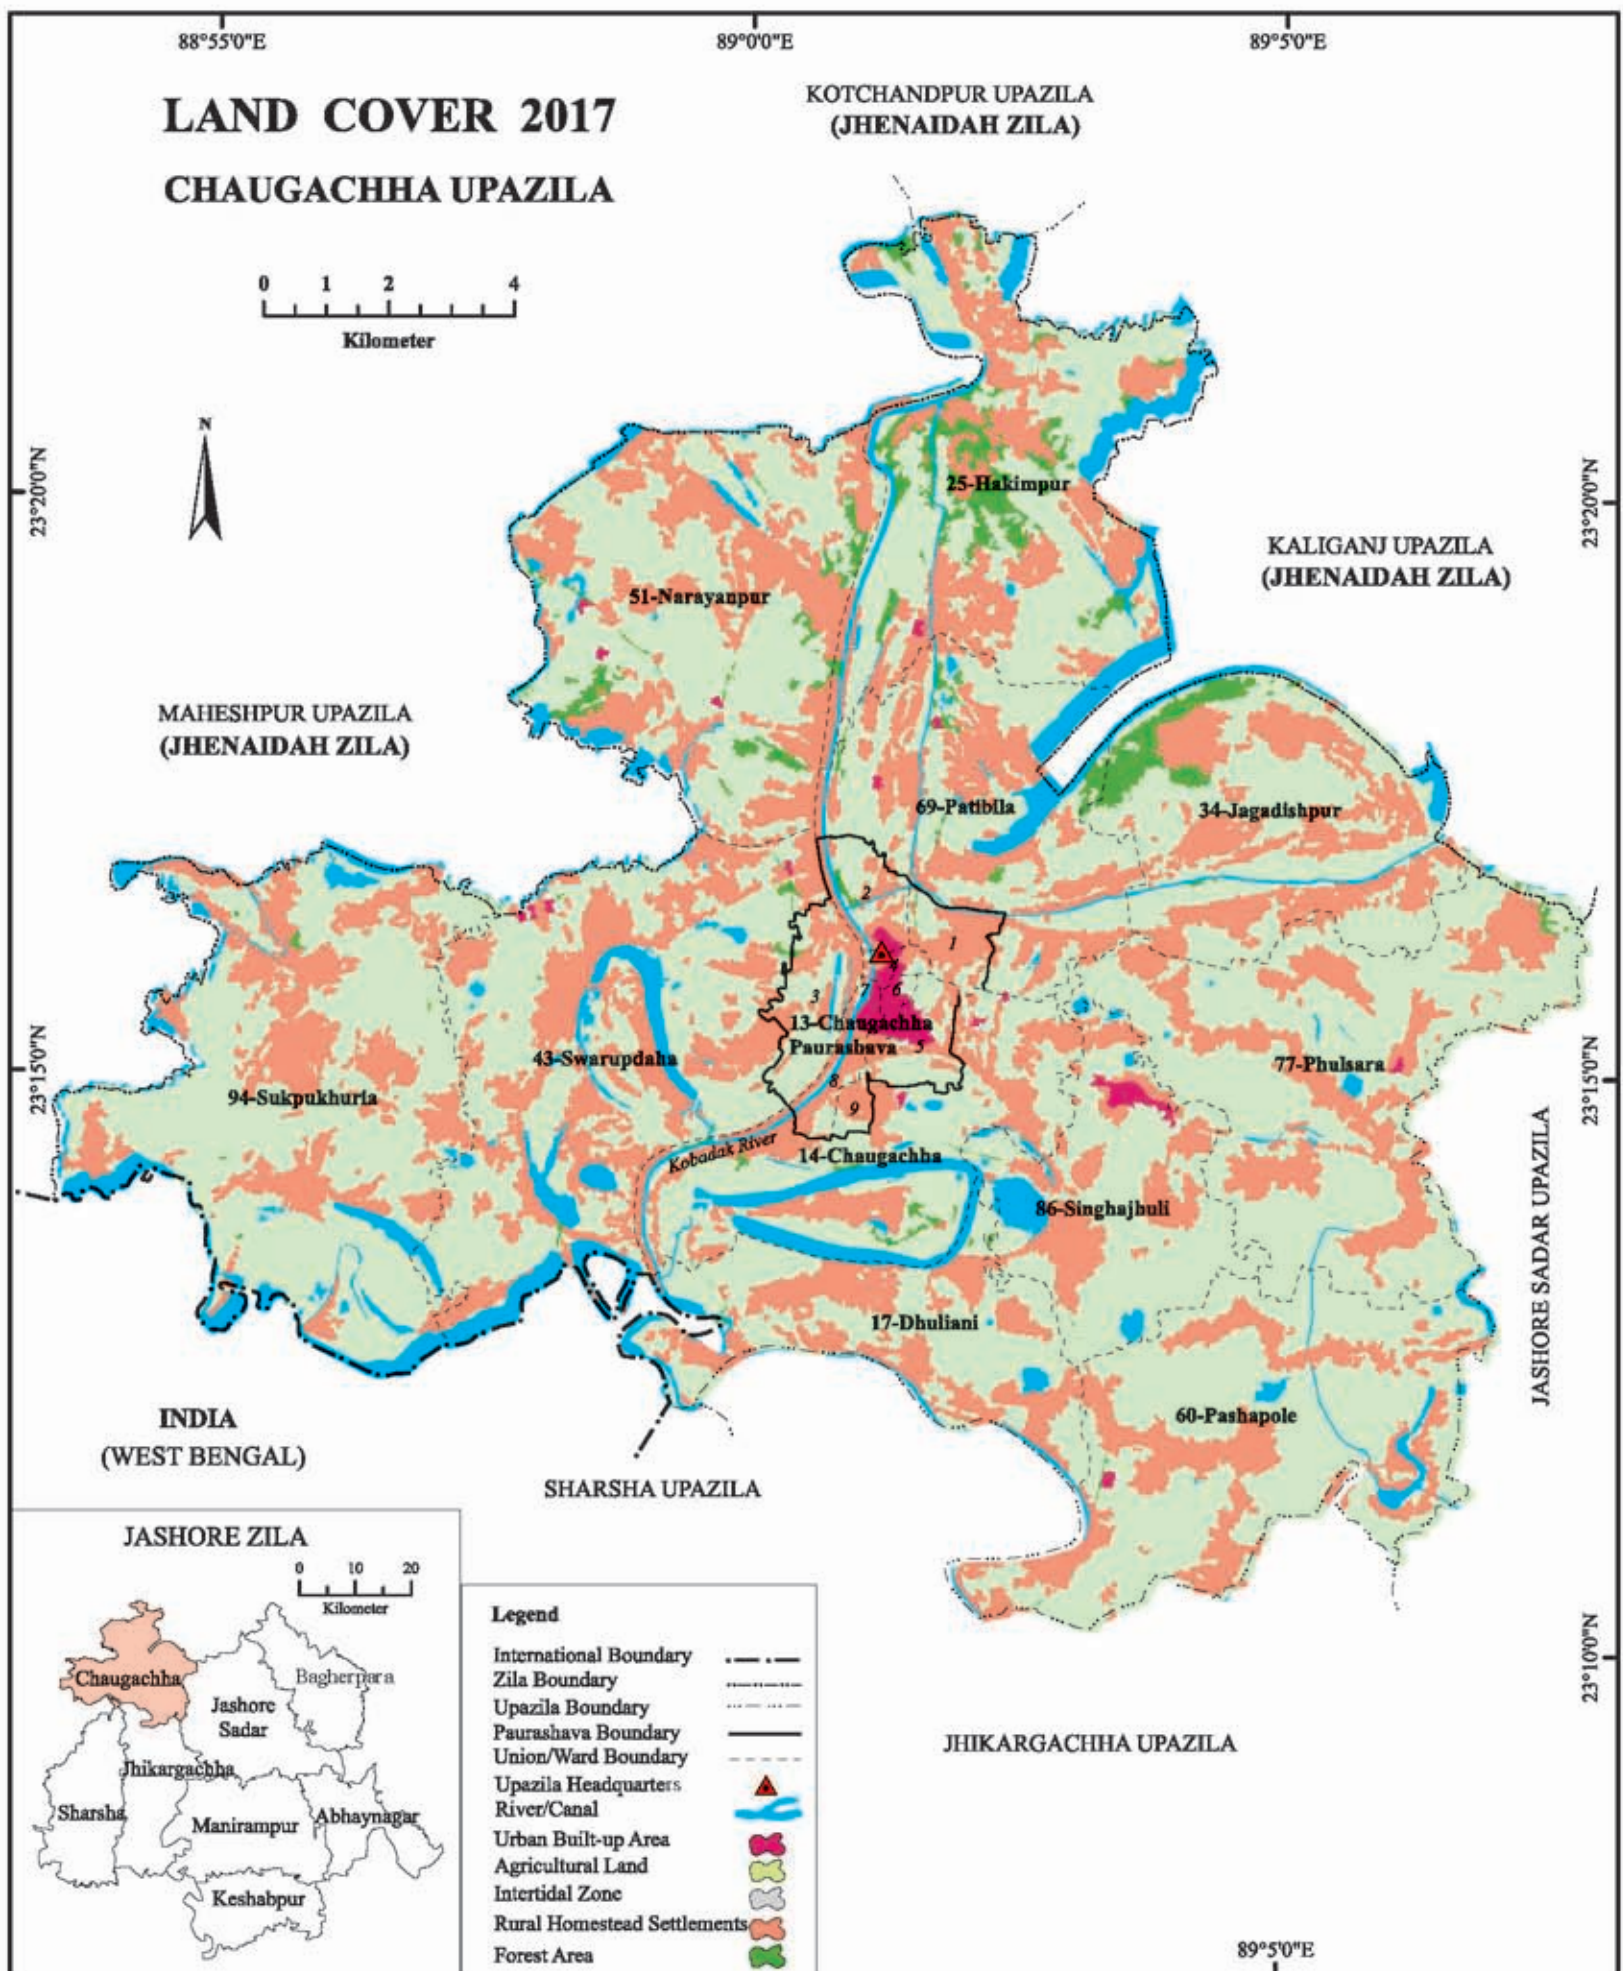 88°55'0"E
89°0'0"E
89°5'0"E
LAND COVER 2017
CHAUGACHHA UPAZILA
KOTCHANDPUR UPAZILA
(JHENAIDAH ZILA)
0 1 2 4
Kilometer
N
23°20'0"N
23°20'0"N
25-Hakimpur
KALIGANJ UPAZILA
(JHENAIDAH ZILA)
51-Narayanpur
MAHESHPUR UPAZILA
(JHENAIDAH ZILA)
69-Patiblla
34-Jagadishpur
2
1
4
3
7
6
13-Chaugachha
Paurashava
5
43-Swarupdaha
77-Phulsara
23°15'0"N
23°15'0"N
94-Sukpukhuria
8
9
Kobadak River
14-Chaugachha
86-Singhajhuli
JASHORE SADAR UPAZILA
17-Dhuliani
60-Pashapole
INDIA
(WEST BENGAL)
SHARSHA UPAZILA
23°10'0"N
JHIKARGACHHA UPAZILA
JASHORE ZILA
0 10 20
Kilometer
Chaugachha
Bagherpara
Jashore
Sadar
Jhikargachha
Sharsha
Manirampur
Abhaynagar
Keshabpur
Legend
International Boundary
Zila Boundary
Upazila Boundary
Paurashava Boundary
Union/Ward Boundary
Upazila Headquarters
River/Canal
Urban Built-up Area
Agricultural Land
Intertidal Zone
Rural Homestead Settlements
Forest Area
89°5'0"E